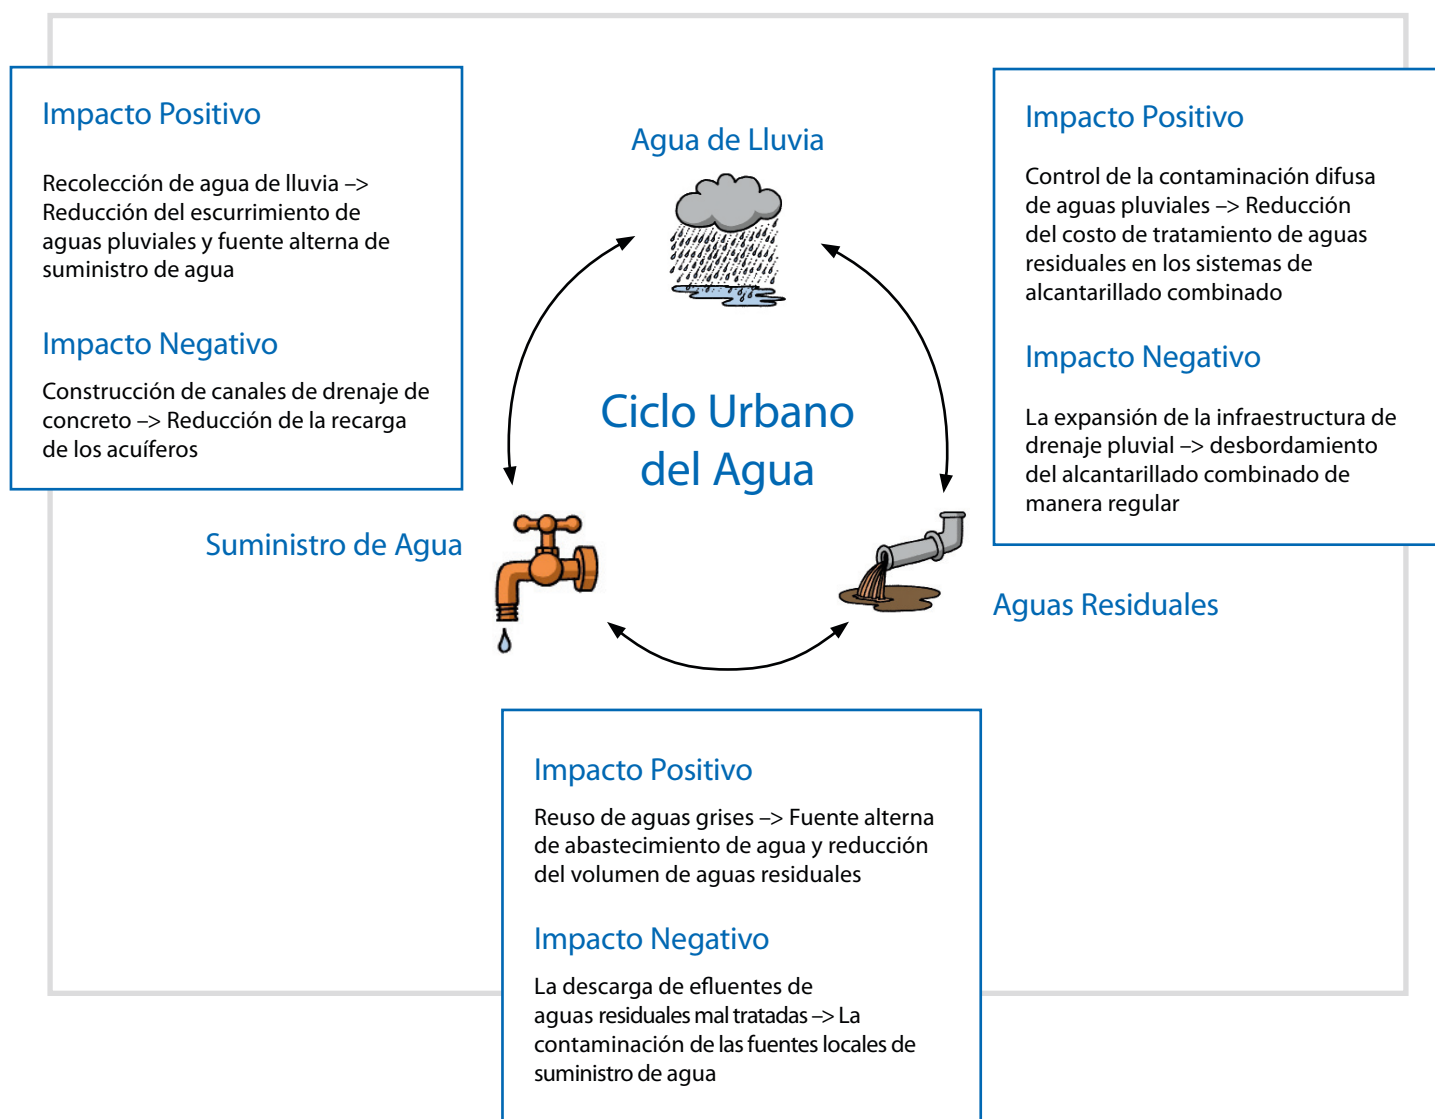 Impacto Positivo
Recolección de agua de lluvia –>
Reducción del escurrimiento de
aguas pluviales y fuente alterna de
suministro de agua
Impacto Negativo
Construcción de canales de drenaje de
concreto –> Reducción de la recarga
de los acuíferos
Agua de Lluvia
Impacto Positivo
Control de la contaminación difusa
de aguas pluviales –> Reducción
del costo de tratamiento de aguas
residuales en los sistemas de
alcantarillado combinado
Impacto Negativo
La expansión de la infraestructura de
drenaje pluvial –> desbordamiento
del alcantarillado combinado de
manera regular
Ciclo Urbano
del Agua
Suministro de Agua
Aguas Residuales
Impacto Positivo
Reuso de aguas grises –> Fuente alterna
de abastecimiento de agua y reducción
del volumen de aguas residuales
Impacto Negativo
La descarga de efluentes de
aguas residuales mal tratadas –> La
contaminación de las fuentes locales de
suministro de agua